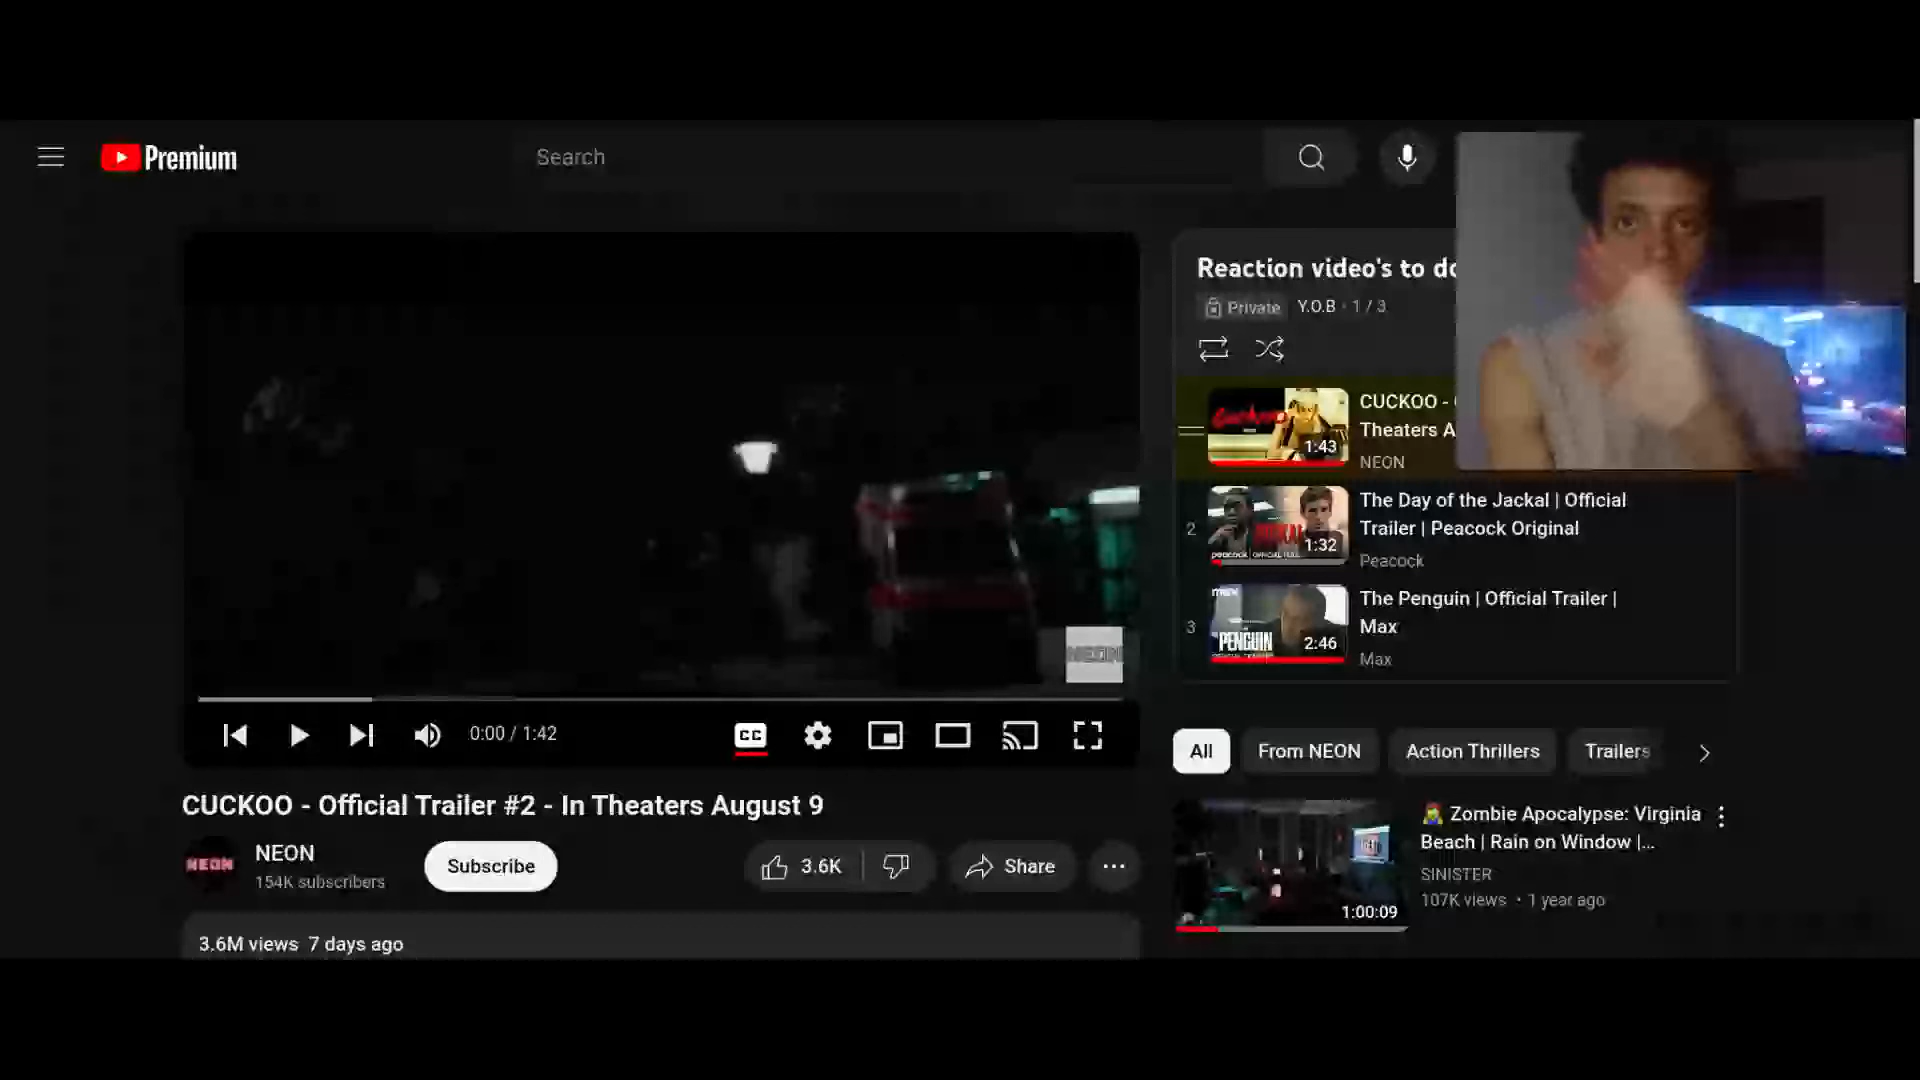 Premium
Search
Reaction video's to do
Private Y.O.B · 1 / 3
CUCKOO -
Theaters A
1:43
NEON
2
The Day of the Jackal | Official
Trailer | Peacock Original
1:32
Peacock
3
The Penguin | Official Trailer |
Max
PENGUIN
2:46
Max
NEON
0:00 / 1:42
CC
CUCKOO - Official Trailer #2 - In Theaters August 9
NEON
NEON
154K subscribers
Subscribe
3.6K
Share
3.6M views 7 days ago
All
From NEON
Action Thrillers
Trailers
Zombie Apocalypse: Virginia
Beach | Rain on Window |...
SINISTER
107K views · 1 year ago
1:00:09